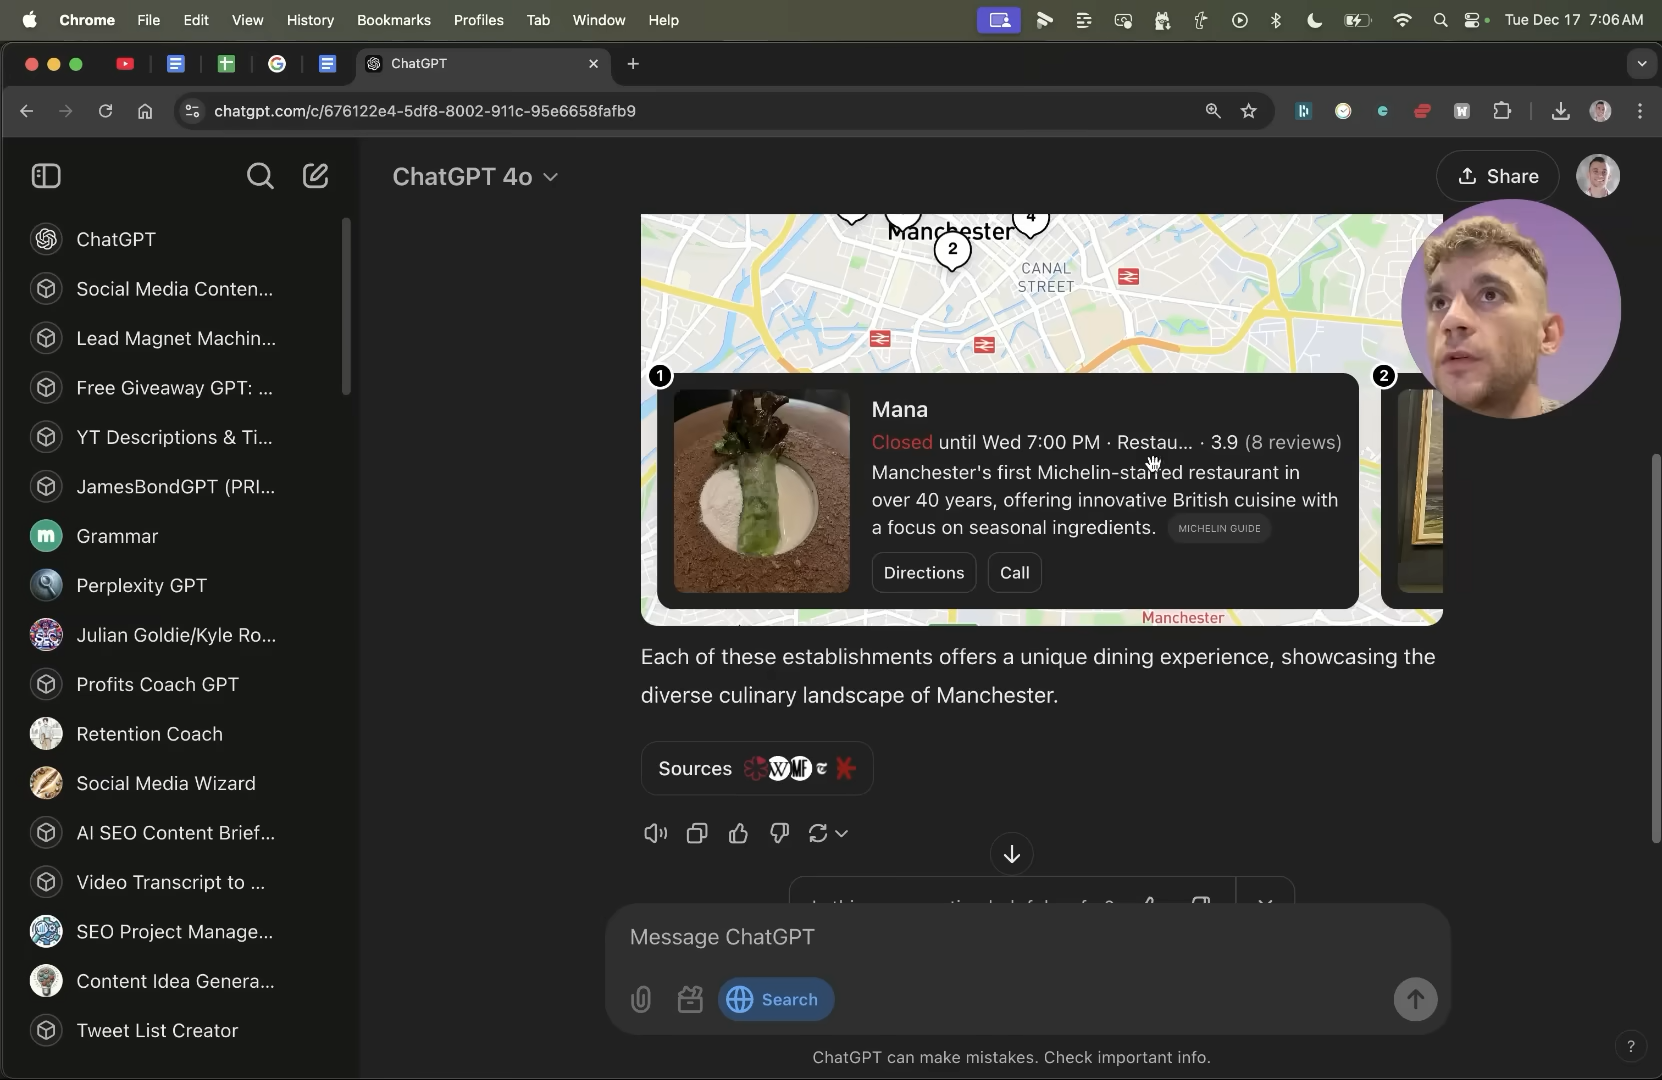 Chrome File Edit View History Bookmarks Profiles Tab Window Help
Tue Dec 17 7:06 AM
ChatGPT
chatgpt.com/c/676122e4-5df8-8002-911c-95e6658fafb9
ChatGPT 4o
Share
ChatGPT
Social Media Conten...
Lead Magnet Machin...
Free Giveaway GPT: ...
YT Descriptions & Ti...
JamesBondGPT (PRI...
m Grammar
Perplexity GPT
Julian Goldie/Kyle Ro...
Profits Coach GPT
Retention Coach
Social Media Wizard
AI SEO Content Brief...
Video Transcript to ...
SEO Project Manage...
Content Idea Genera...
Tweet List Creator
4
Manchester
2
CANAL
STREET
1
2
Mana
Closed until Wed 7:00 PM · Restau... · 3.9 (8 reviews)
Manchester's first Michelin-starred restaurant in
over 40 years, offering innovative British cuisine with
a focus on seasonal ingredients. MICHELIN GUIDE
Directions Call
Manchester
Each of these establishments offers a unique dining experience, showcasing the
diverse culinary landscape of Manchester.
Sources W MF
Message ChatGPT
Search
ChatGPT can make mistakes. Check important info.
?